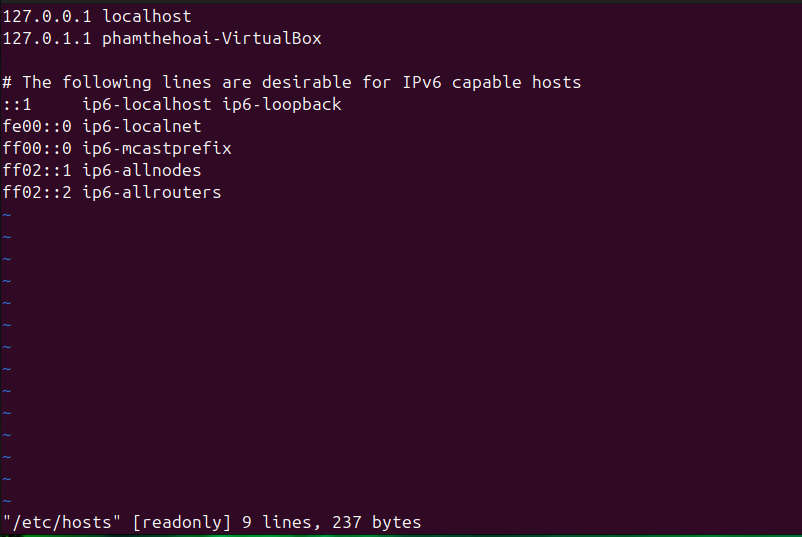 127.0.0.1 localhost
127.0.1.1 phamthehoai-VirtualBox

# The following lines are desirable for IPv6 capable hosts
::1     ip6-localhost ip6-loopback
fe00::0 ip6-localnet
ff00::0 ip6-mcastprefix
ff02::1 ip6-allnodes
ff02::2 ip6-allrouters
~
~
~
~
~
~
~
~
~
~
~
~
~
~
"/etc/hosts" [readonly] 9 lines, 237 bytes